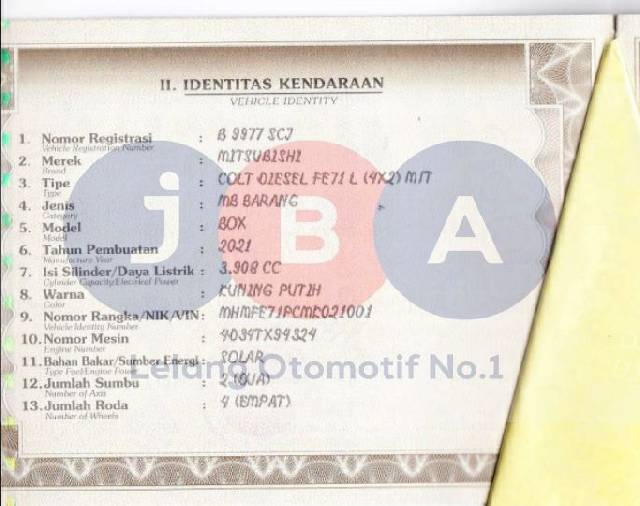 II. IDENTITAS KENDARAAN
VEHICLE IDENTITY
1. Nomor Registrasi : B 9977 SCJ
Vehicle Registration Number
2. Merek : MITSUBISHI
Brand
3. Tipe : COLT DIESEL FE71 L (4X2) M/T
Type
4. Jenis : MB BARANG
Category
5. Model : BOX
Model
6. Tahun Pembuatan : 2021
Manufacture Year
7. Isi Silinder/Daya Listrik : 3.908 CC
Cylinder Capacity/Electrical Power
8. Warna : KUNING PUTIH
Color
9. Nomor Rangka/NIK/VIN: MHMFE71PCMK021001
Vehicle Identity Number
10. Nomor Mesin : 4D34TX94324
Engine Number
11. Bahan Bakar/Sumber Energi : SOLAR
Type Fuel/Engine Power
12. Jumlah Sumbu : 2 (DUA)
Number of Axis
13. Jumlah Roda : 4 (EMPAT)
Number of Wheels
jBA
Lelang Otomotif No.1